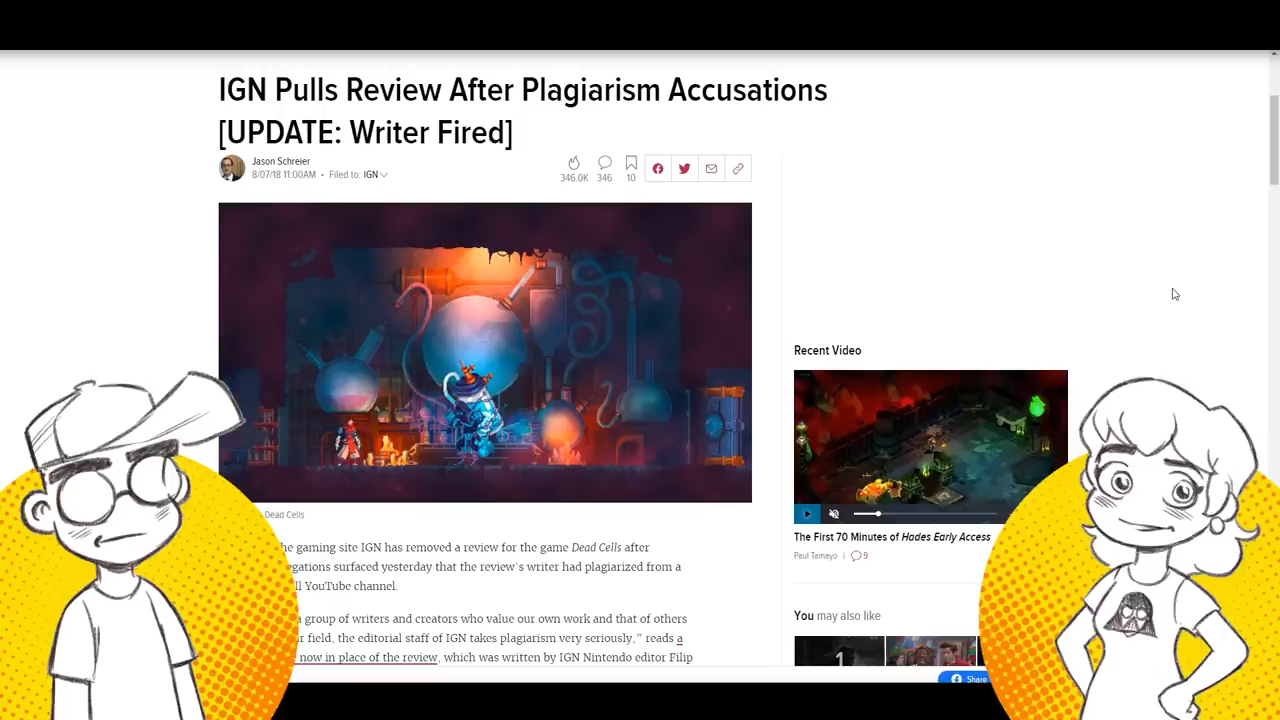 IGN Pulls Review After Plagiarism Accusations
[UPDATE: Writer Fired]
Jason Schreier
8/07/18 11:00AM • Filed to: IGN
346.0K 346 10
Dead Cells
he gaming site IGN has removed a review for the game Dead Cells after
egations surfaced yesterday that the review's writer had plagiarized from a
ll YouTube channel.
a group of writers and creators who value our own work and that of others
r field, the editorial staff of IGN takes plagiarism very seriously," reads a
now in place of the review, which was written by IGN Nintendo editor Filip
Recent Video
The First 70 Minutes of Hades Early Access
Paul Tamayo | 9
You may also like
Share